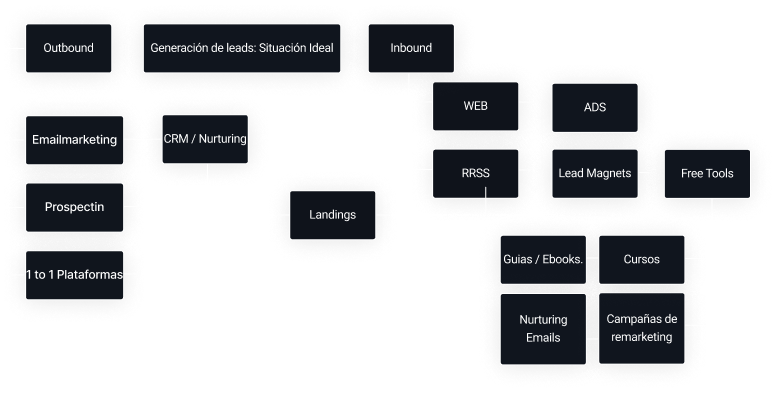 Outbound
Generación de leads: Situación Ideal
Inbound
WEB
ADS
Emailmarketing
CRM / Nurturing
RRSS
Lead Magnets
Free Tools
Prospectin
Landings
1 to 1 Plataformas
Guias / Ebooks.
Cursos
Nurturing
Emails
Campañas de
remarketing